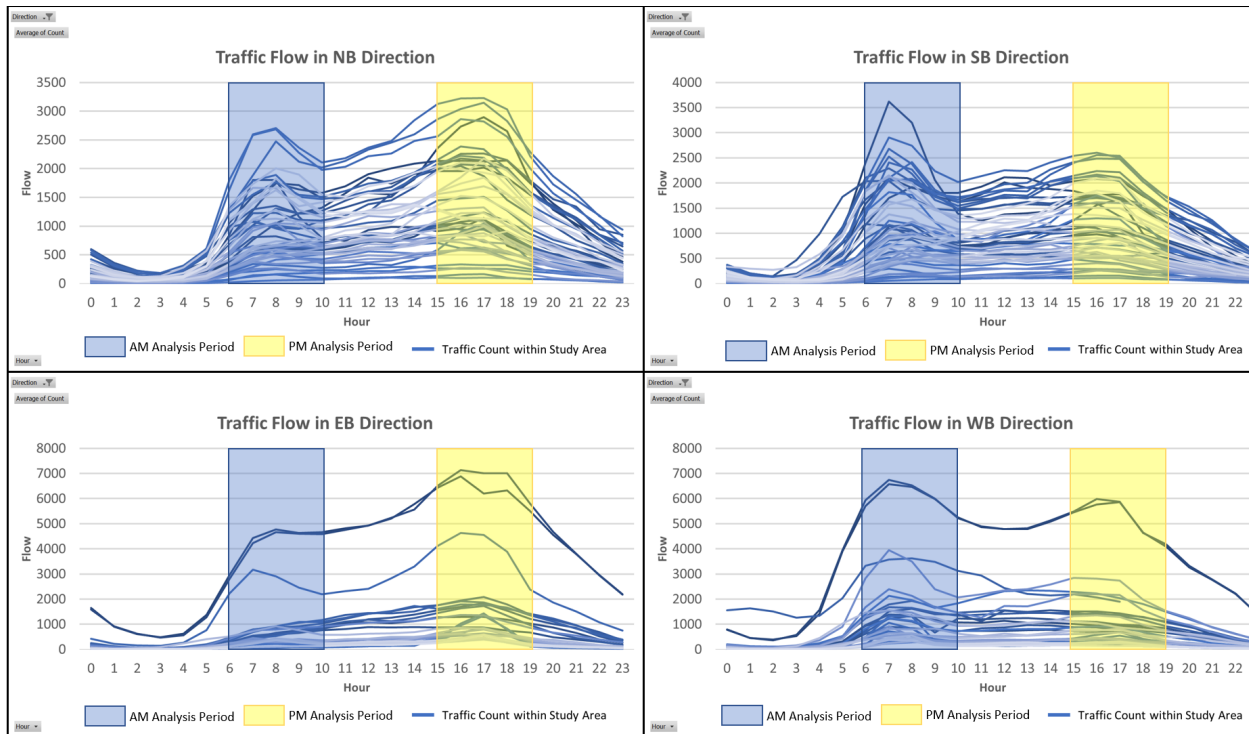 Direction
Average of Count
Traffic Flow in NB Direction
3500
3000
2500
2000
1500
1000
500
0
Flow
0 1 2 3 4 5 6 7 8 9 10 11 12 13 14 15 16 17 18 19 20 21 22 23
Hour
AM Analysis Period PM Analysis Period Traffic Count within Study Area
Hour
Direction
Average of Count
Traffic Flow in SB Direction
4000
3500
3000
2500
2000
1500
1000
500
0
Flow
0 1 2 3 4 5 6 7 8 9 10 11 12 13 14 15 16 17 18 19 20 21 22
Hour
AM Analysis Period PM Analysis Period Traffic Count within Study Area
Hour
Direction
Average of Count
Traffic Flow in EB Direction
8000
7000
6000
5000
4000
3000
2000
1000
0
Flow
0 1 2 3 4 5 6 7 8 9 10 11 12 13 14 15 16 17 18 19 20 21 22 23
Hour
AM Analysis Period PM Analysis Period Traffic Count within Study Area
Hour
Direction
Average of Count
Traffic Flow in WB Direction
8000
7000
6000
5000
4000
3000
2000
1000
0
Flow
0 1 2 3 4 5 6 7 8 9 10 11 12 13 14 15 16 17 18 19 20 21 22
Hour
AM Analysis Period PM Analysis Period Traffic Count within Study Area
Hour